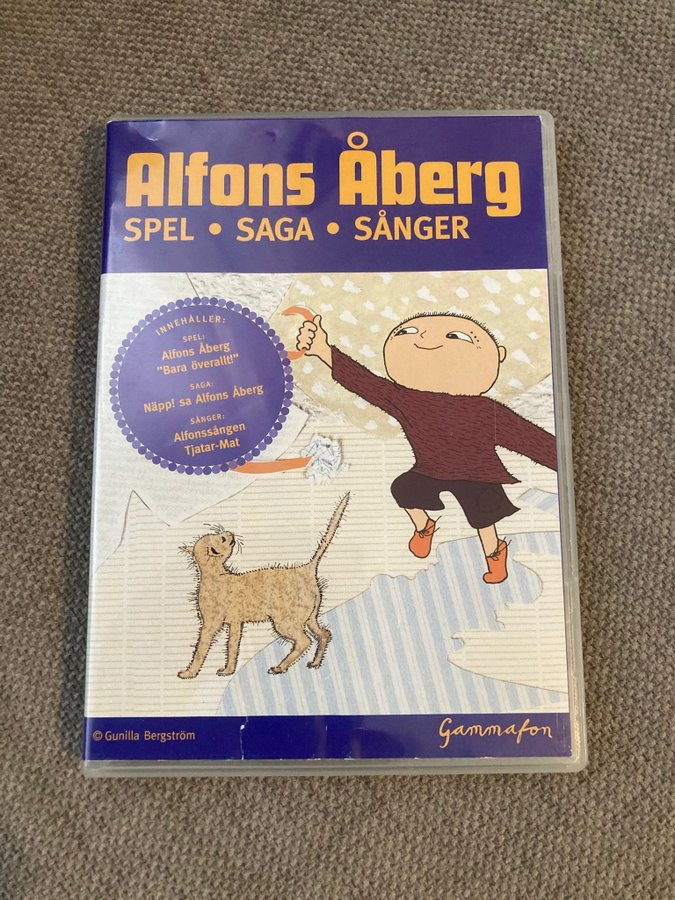 Alfons Åberg
SPEL • SAGA • SÅNGER
INNEHÅLLER:
SPEL:
Alfons Åberg
"Bara överallt!"
SAGA:
Näpp! sa Alfons Åberg
SÅNGER:
Alfonssången
Tjatar-Mat
© Gunilla Bergström
Gammafon